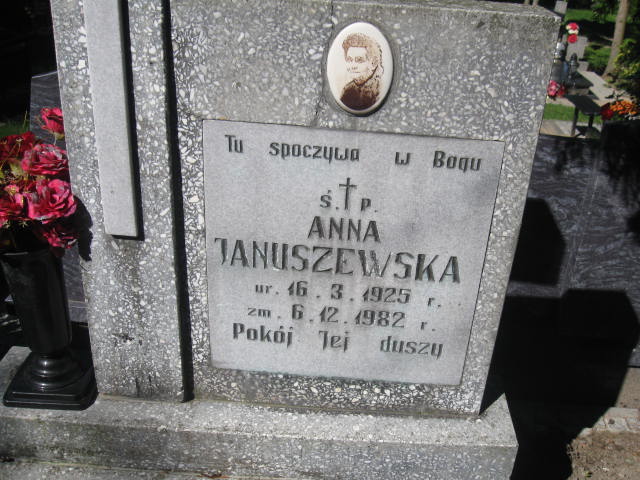 Tu spoczywa w Bogu
ś. † p.
ANNA
JANUSZEWSKA
ur. 16.3.1925 r.
zm. 6.12.1982 r.
Pokój Jej duszy